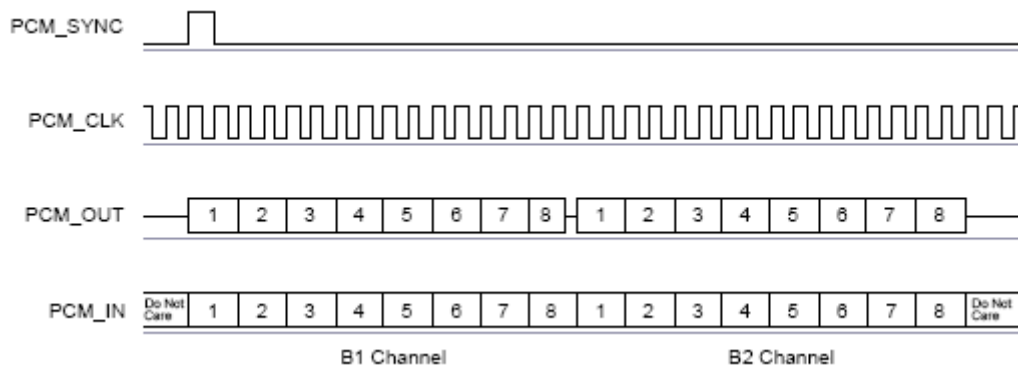 PCM_SYNC
PCM_CLK
PCM_OUT 1 2 3 4 5 6 7 8 1 2 3 4 5 6 7 8
PCM_IN Do Not Care 1 2 3 4 5 6 7 8 1 2 3 4 5 6 7 8 Do Not Care
B1 Channel B2 Channel